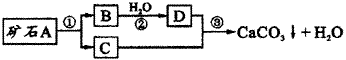 矿石A ① B H₂O ② D ③ CaCO₃↓+H₂O
C